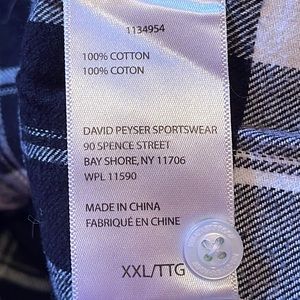 1134954
100% COTTON
100% COTON
DAVID PEYSER SPORTSWEAR
90 SPENCE STREET
BAY SHORE, NY 11706
WPL 11590
MADE IN CHINA
FABRIQUÉ EN CHINE
XXL/TTG